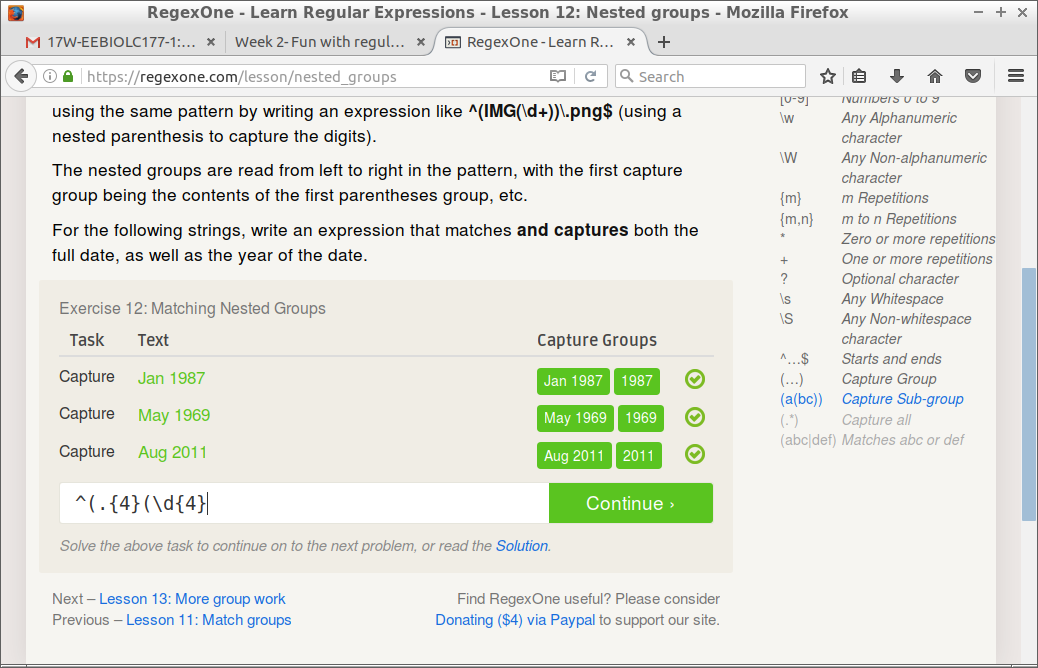 RegexOne - Learn Regular Expressions - Lesson 12: Nested groups - Mozilla Firefox
17W-EEBIOLC177-1:... × Week 2- Fun with regul... × RegexOne - Learn R... × +
https://regexone.com/lesson/nested_groups Search
using the same pattern by writing an expression like ^(IMG(\d+))\.png$ (using a
nested parenthesis to capture the digits).
The nested groups are read from left to right in the pattern, with the first capture
group being the contents of the first parentheses group, etc.
For the following strings, write an expression that matches and captures both the
full date, as well as the year of the date.
Exercise 12: Matching Nested Groups
Task Text Capture Groups
Capture Jan 1987 Jan 1987 1987
Capture May 1969 May 1969 1969
Capture Aug 2011 Aug 2011 2011
^(.{4}(\d{4} Continue ›
Solve the above task to continue on to the next problem, or read the Solution.
Next – Lesson 13: More group work
Previous – Lesson 11: Match groups
Find RegexOne useful? Please consider
Donating ($4) via Paypal to support our site.
[0-9] Numbers 0 to 9
\w Any Alphanumeric
character
\W Any Non-alphanumeric
character
{m} m Repetitions
{m,n} m to n Repetitions
* Zero or more repetitions
+ One or more repetitions
? Optional character
\s Any Whitespace
\S Any Non-whitespace
character
^…$ Starts and ends
(…) Capture Group
(a(bc)) Capture Sub-group
(.*) Capture all
(abc|def) Matches abc or def